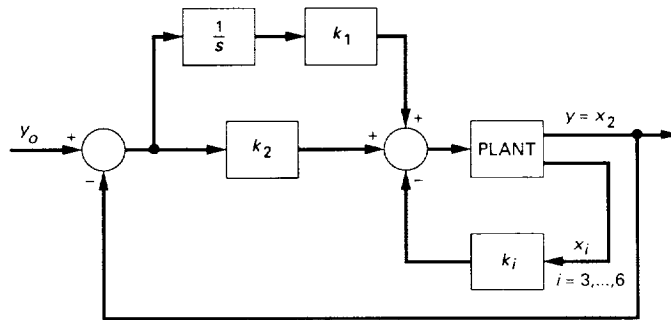 1
s
k1
y = x2
yo
+
+
+
k2
+
PLANT
-
-
ki
xi
i = 3,...,6